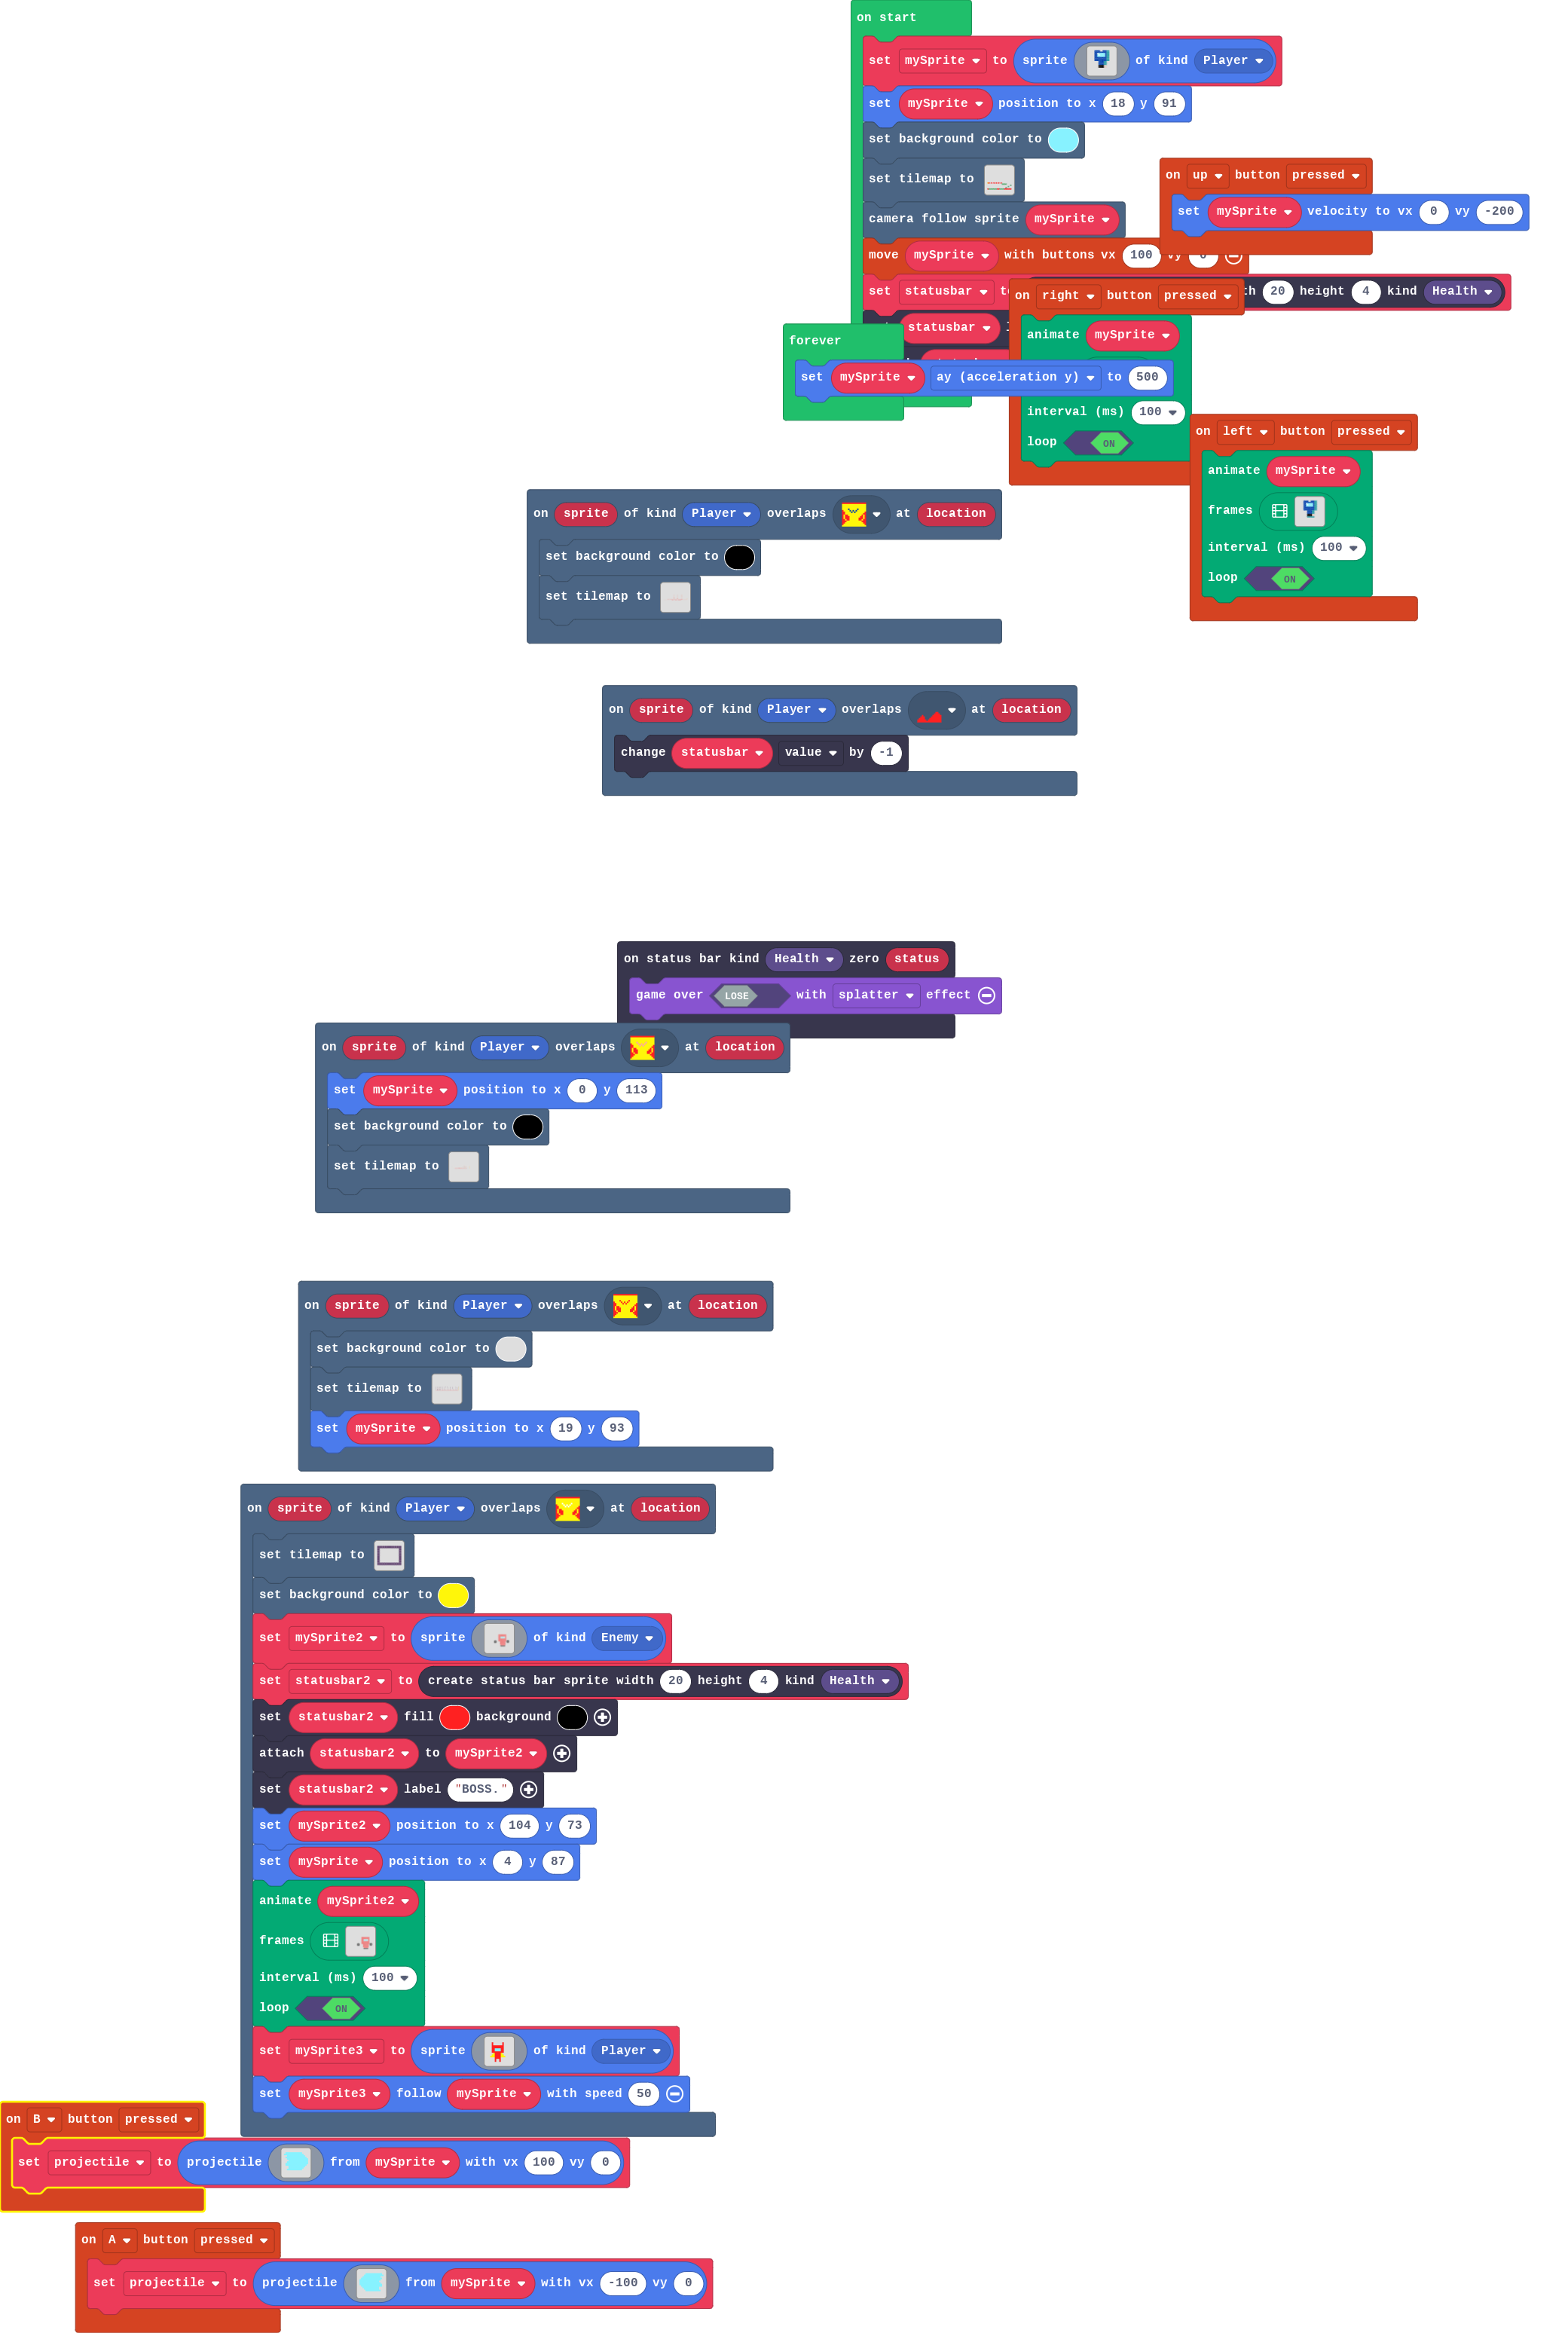 on start
set mySprite to sprite of kind Player
set mySprite position to x 18 y 91
set background color to
set tilemap to
on up button pressed
set mySprite velocity to vx 0 vy -200
camera follow sprite mySprite
move mySprite with buttons vx 100
set statusbar 20 height 4 kind Health
on right button pressed
statusbar
animate mySprite
interval (ms) 100
loop ON
forever
set mySprite ay (acceleration y) to 500
on left button pressed
animate mySprite
frames
interval (ms) 100
loop ON
on sprite of kind Player overlaps at location
set background color to
set tilemap to
on sprite of kind Player overlaps at location
change statusbar value by -1
on status bar kind Health zero status
game over LOSE with splatter effect
on sprite of kind Player overlaps at location
set mySprite position to x 0 y 113
set background color to
set tilemap to
on sprite of kind Player overlaps at location
set background color to
set tilemap to
set mySprite position to x 19 y 93
on sprite of kind Player overlaps at location
set tilemap to
set background color to
set mySprite2 to sprite of kind Enemy
set statusbar2 to create status bar sprite width 20 height 4 kind Health
set statusbar2 fill background
attach statusbar2 to mySprite2
set statusbar2 label "BOSS."
set mySprite2 position to x 104 y 73
set mySprite position to x 4 y 87
animate mySprite2
frames
interval (ms) 100
loop ON
set mySprite3 to sprite of kind Player
set mySprite3 follow mySprite with speed 50
on B button pressed
set projectile to projectile from mySprite with vx 100 vy 0
on A button pressed
set projectile to projectile from mySprite with vx -100 vy 0